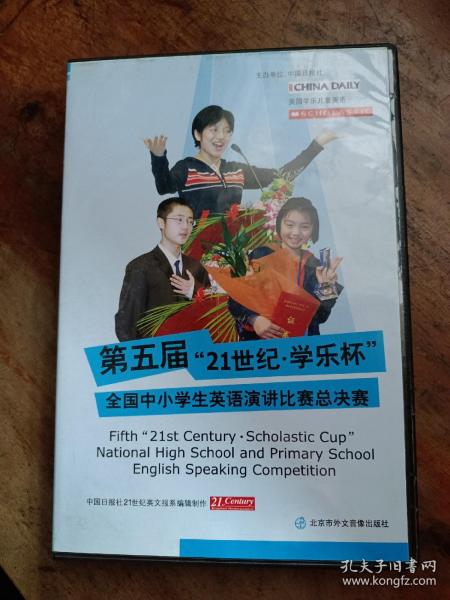 主办单位 中国日报社
CHINA DAILY
美国学乐儿童英语
SCHOLASTIC
第五届“21世纪·学乐杯”
全国中小学生英语演讲比赛总决赛
Fifth “21st Century·Scholastic Cup”
National High School and Primary School
English Speaking Competition
中国日报社21世纪英文报系编辑制作
21st Century
北京市外文音像出版社
孔夫子旧书网
www.kongfz.com